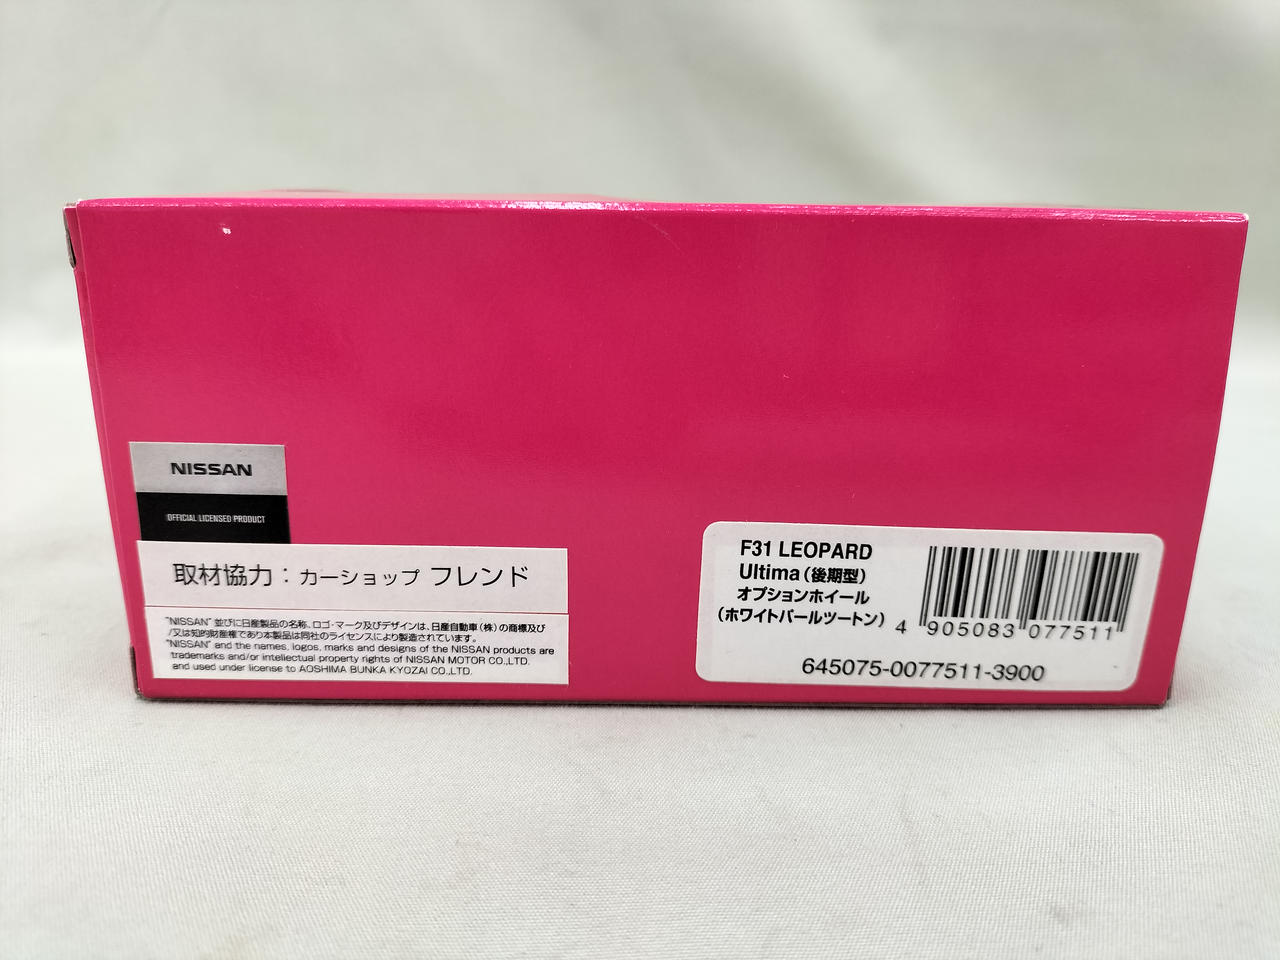 NISSAN
OFFICIAL LICENSED PRODUCT
取材協力：カーショップ フレンド
"NISSAN" 並びに日産製品の名称、ロゴ・マーク及びデザインは、日産自動車（株）の商標及び
/又は知的財産権であり本製品は同社のライセンスにより製造されています。
"NISSAN" and the names, logos, marks and designs of the NISSAN products are
trademarks and/or intellectual property rights of NISSAN MOTOR CO.,LTD.
and used under license to AOSHIMA BUNKA KYOZAI CO.,LTD.
F31 LEOPARD
Ultima（後期型）
オプションホイール
（ホワイトパールツートン）
4 905083 077511
645075-0077511-3900